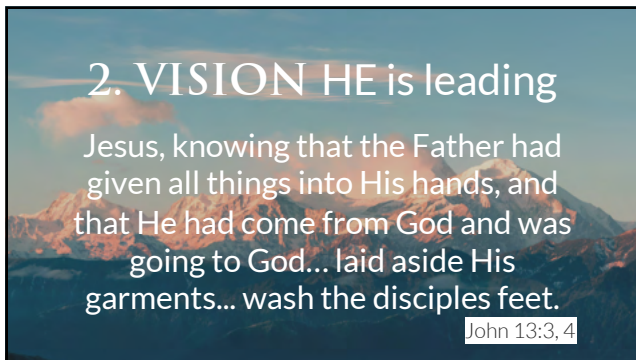 2. VISION HE is leading
Jesus, knowing that the Father had
given all things into His hands, and
that He had come from God and was
going to God... laid aside His
garments... wash the disciples feet.
John 13:3, 4